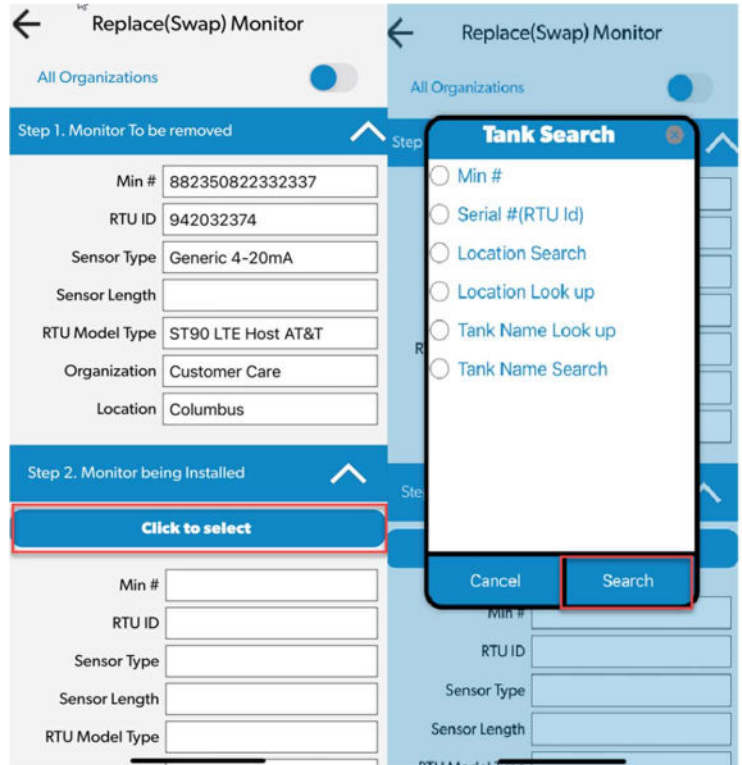 Replace(Swap) Monitor
All Organizations
Step 1. Monitor To be removed
Min # 882350822332337
RTU ID 942032374
Sensor Type Generic 4-20mA
Sensor Length
RTU Model Type ST90 LTE Host AT&T
Organization Customer Care
Location Columbus
Step 2. Monitor being Installed
Click to select
Min #
RTU ID
Sensor Type
Sensor Length
RTU Model Type
Replace(Swap) Monitor
All Organizations
Step
Tank Search
Min #
Serial #(RTU Id)
Location Search
Location Look up
Tank Name Look up
Tank Name Search
R
Ste
Cancel Search
Min #
RTU ID
Sensor Type
Sensor Length